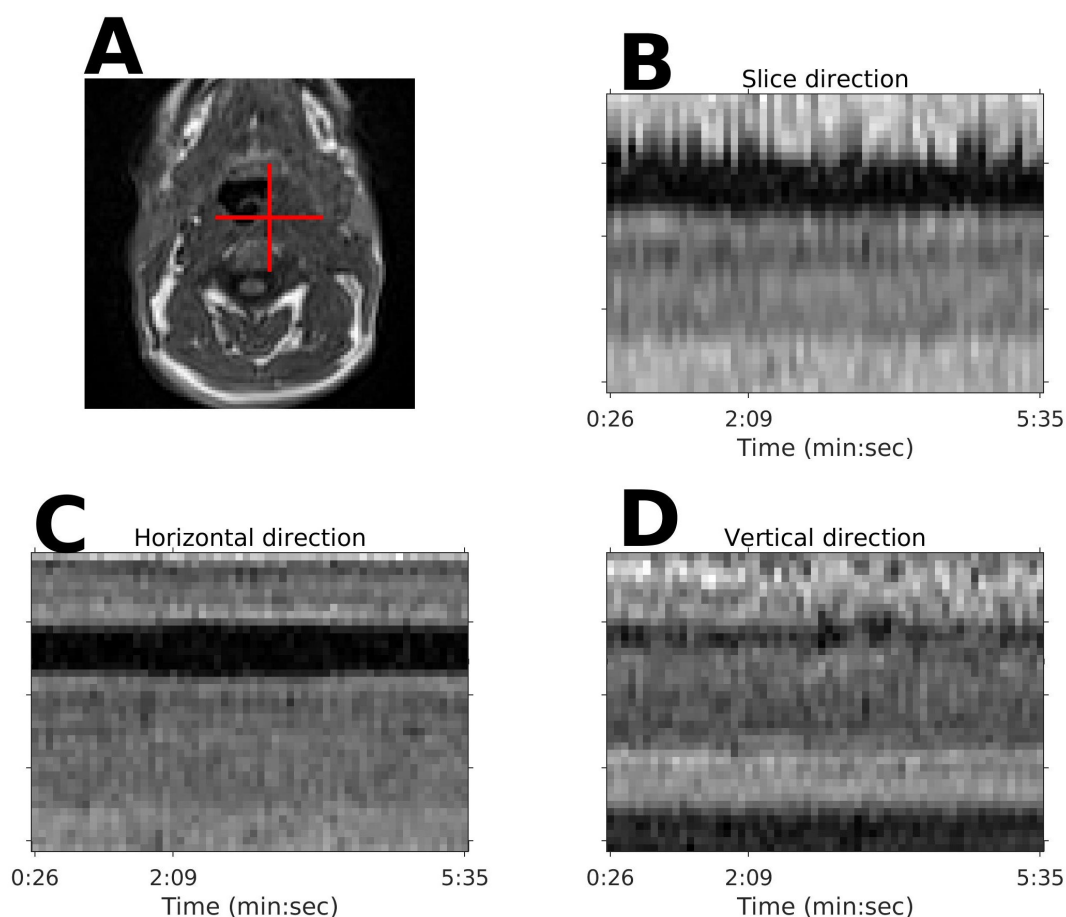 A
B
Slice direction
0:26 2:09 5:35
Time (min:sec)
C
Horizontal direction
0:26 2:09 5:35
Time (min:sec)
D
Vertical direction
0:26 2:09 5:35
Time (min:sec)